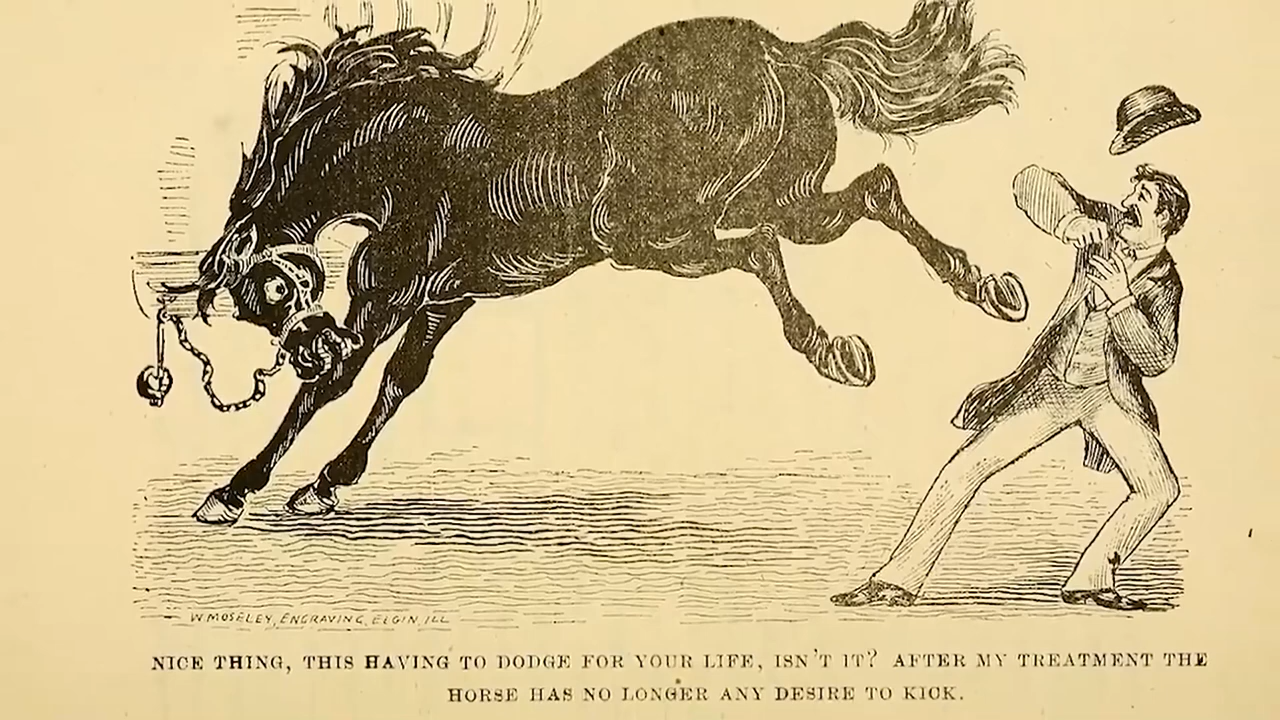 W MOSELEY, ENGRAVING, ELGIN, ILL
NICE THING, THIS HAVING TO DODGE FOR YOUR LIFE, ISN'T IT? AFTER MY TREATMENT THE
HORSE HAS NO LONGER ANY DESIRE TO KICK.